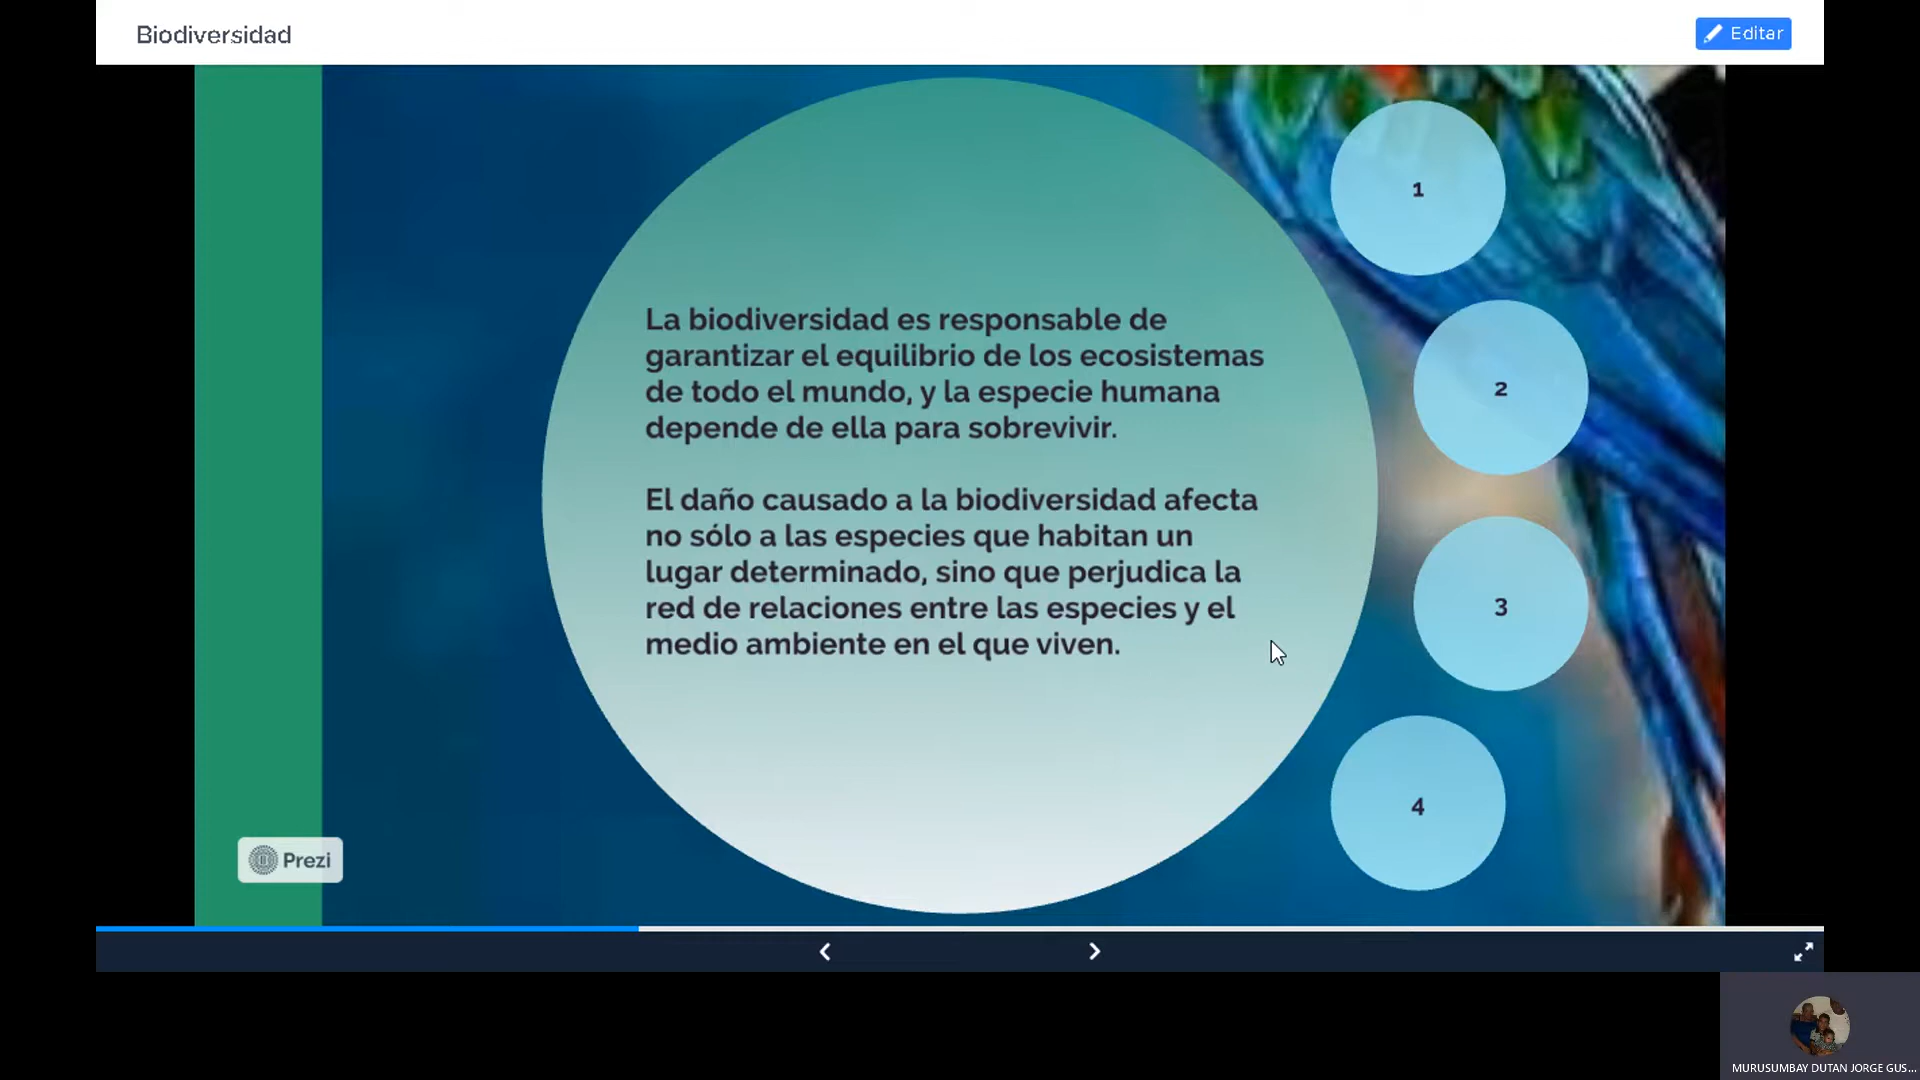 Biodiversidad
Editar
La biodiversidad es responsable de
garantizar el equilibrio de los ecosistemas
de todo el mundo, y la especie humana
depende de ella para sobrevivir.
El daño causado a la biodiversidad afecta
no sólo a las especies que habitan un
lugar determinado, sino que perjudica la
red de relaciones entre las especies y el
medio ambiente en el que viven.
1
2
3
4
Prezi
MURUSUMBAY DUTAN JORGE GUS...